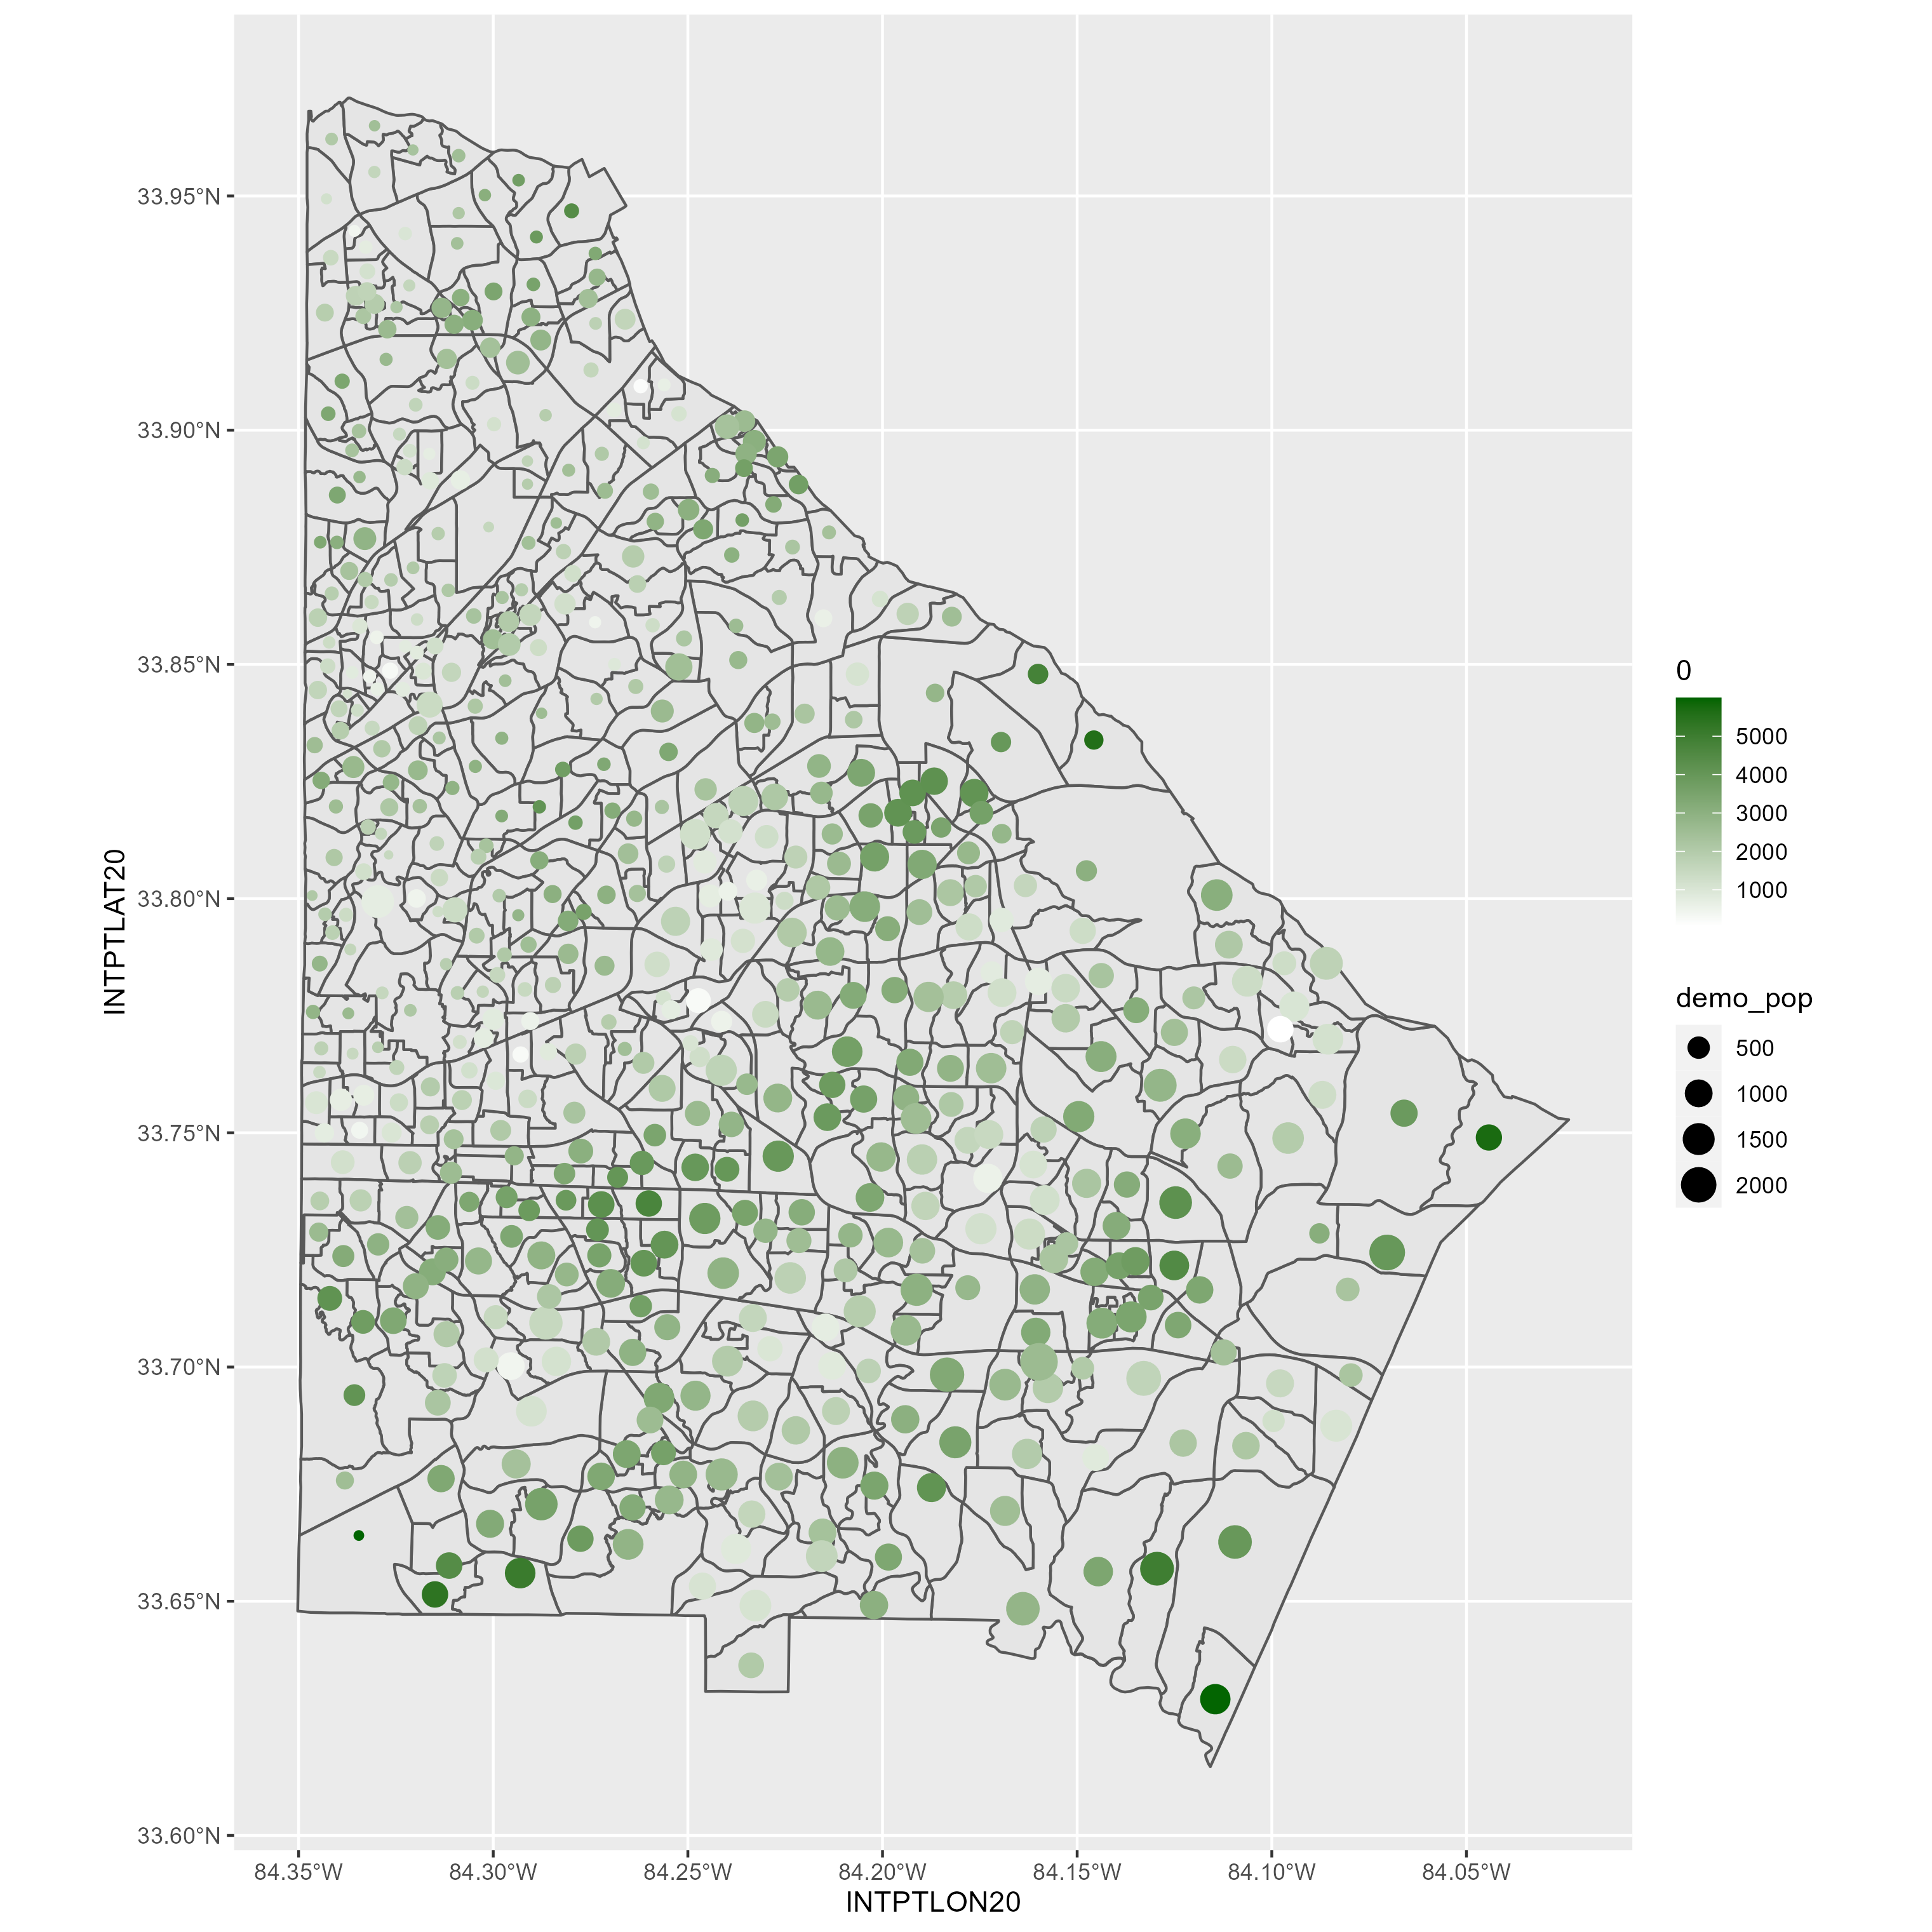 33.95°N
33.90°N
33.85°N
33.80°N
33.75°N
33.70°N
33.65°N
33.60°N
INTPTLAT20
84.35°W
84.30°W
84.25°W
84.20°W
84.15°W
84.10°W
84.05°W
INTPTLON20
0
5000
4000
3000
2000
1000
demo_pop
500
1000
1500
2000